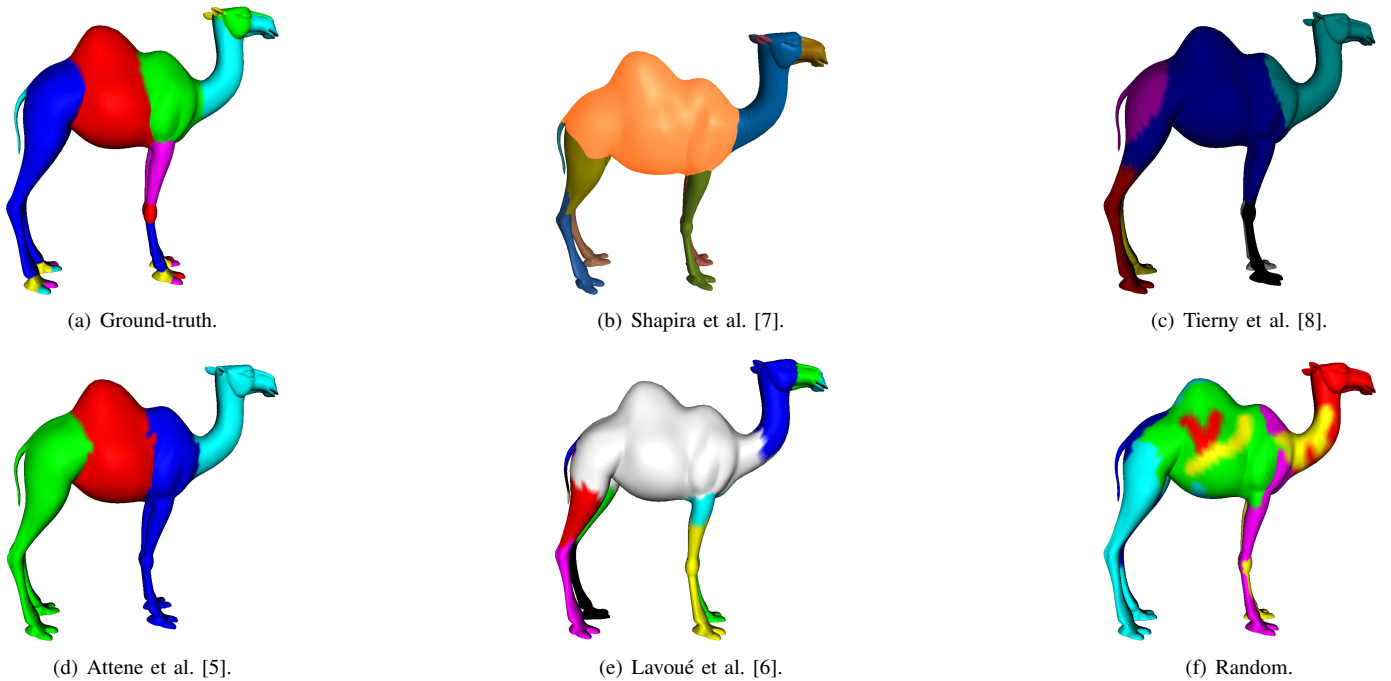 (a) Ground-truth.
(b) Shapira et al. [7].
(c) Tierny et al. [8].
(d) Attene et al. [5].
(e) Lavoué et al. [6].
(f) Random.